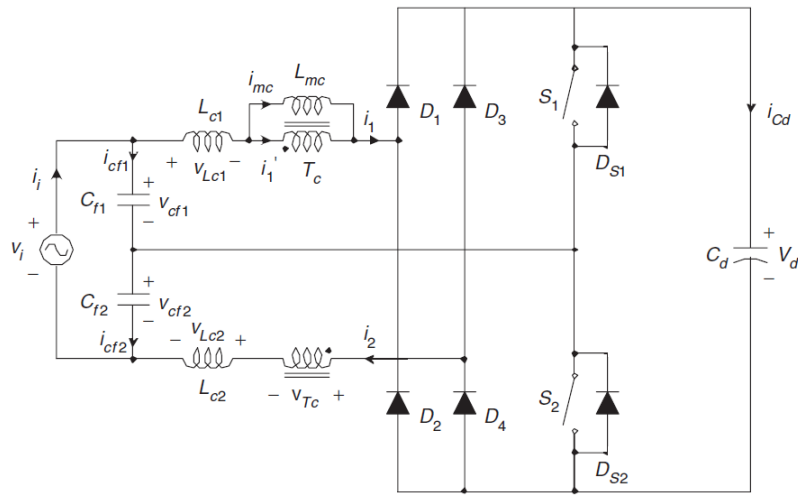 i_mc L_mc
L_c1 i_1 D_1 D_3 S_1 i_Cd
+ v_Lc1 − i_1' T_c D_S1
i_i i_cf1
C_f1 + v_cf1 −
+ v_i −
C_d + V_d −
C_f2 + v_cf2 −
i_cf2 − v_Lc2 + i_2
L_c2 − v_Tc + D_2 D_4 S_2
D_S2